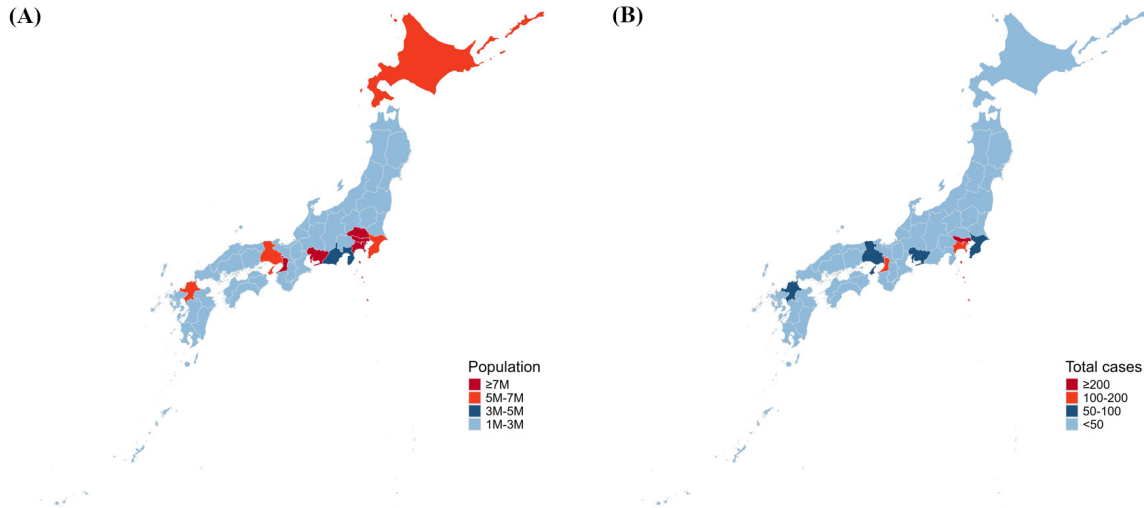 (A)
(B)
Population
≥7M
5M-7M
3M-5M
1M-3M
Total cases
≥200
100-200
50-100
<50